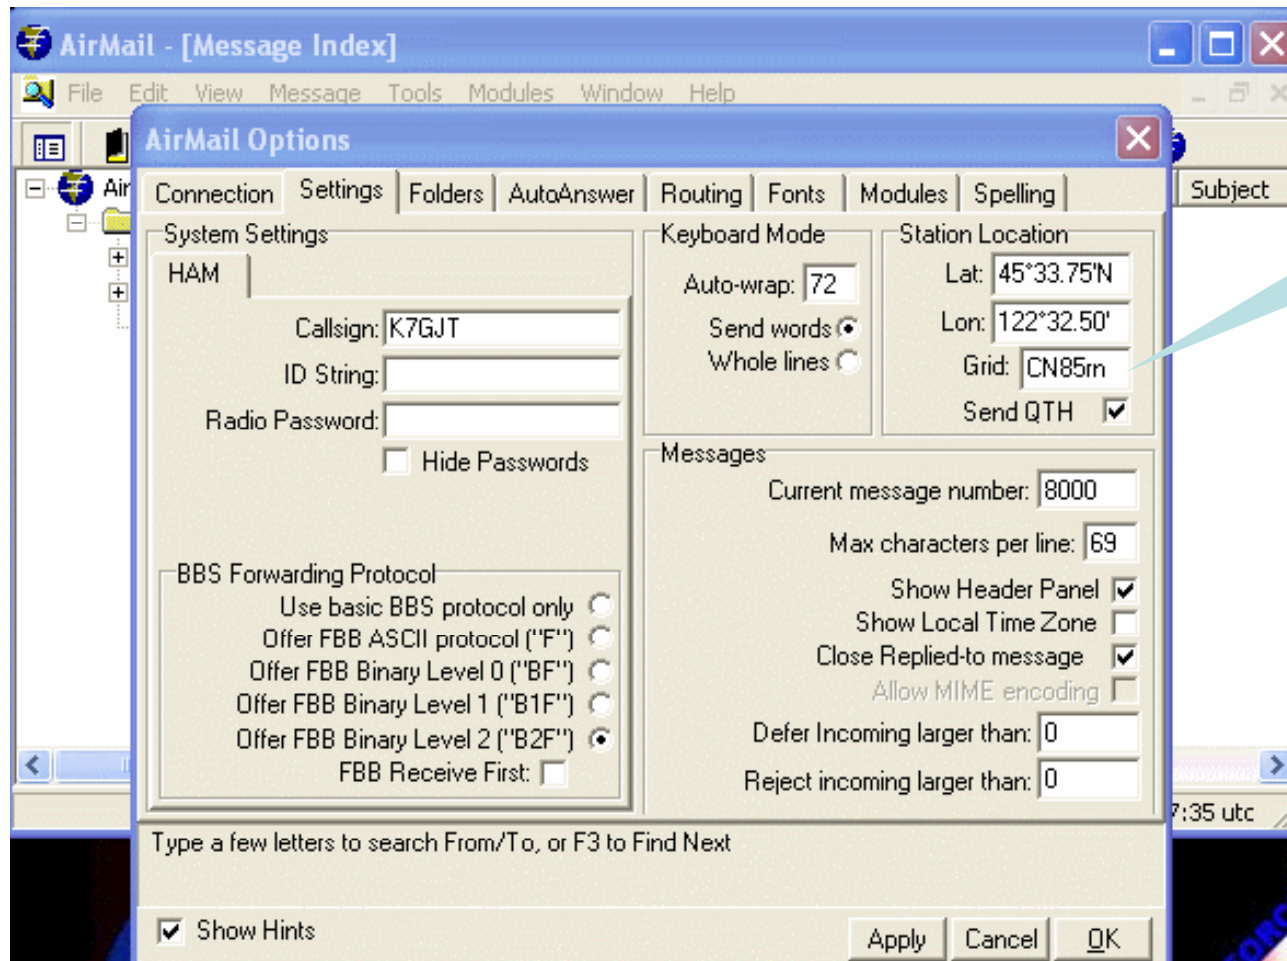 AirMail - [Message Index]
File Edit View Message Tools Modules Window Help
AirMail Options
Air
Subject
Connection Settings Folders AutoAnswer Routing Fonts Modules Spelling
System Settings
HAM
Callsign: K7GJT
ID String:
Radio Password:
Hide Passwords
BBS Forwarding Protocol
Use basic BBS protocol only
Offer FBB ASCII protocol ("F")
Offer FBB Binary Level 0 ("BF")
Offer FBB Binary Level 1 ("B1F")
Offer FBB Binary Level 2 ("B2F")
FBB Receive First:
Keyboard Mode
Auto-wrap: 72
Send words
Whole lines
Station Location
Lat: 45°33.75'N
Lon: 122°32.50'
Grid: CN85rn
Send QTH
Messages
Current message number: 8000
Max characters per line: 69
Show Header Panel
Show Local Time Zone
Close Replied-to message
Allow MIME encoding
Defer Incoming larger than: 0
Reject incoming larger than: 0
7:35 utc
Type a few letters to search From/To, or F3 to Find Next
Show Hints
Apply Cancel OK